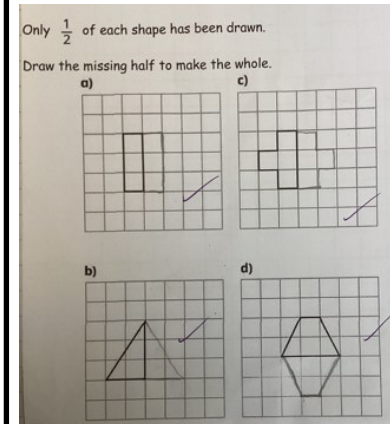 Only 1/2 of each shape has been drawn.
Draw the missing half to make the whole.
a)
c)
b)
d)